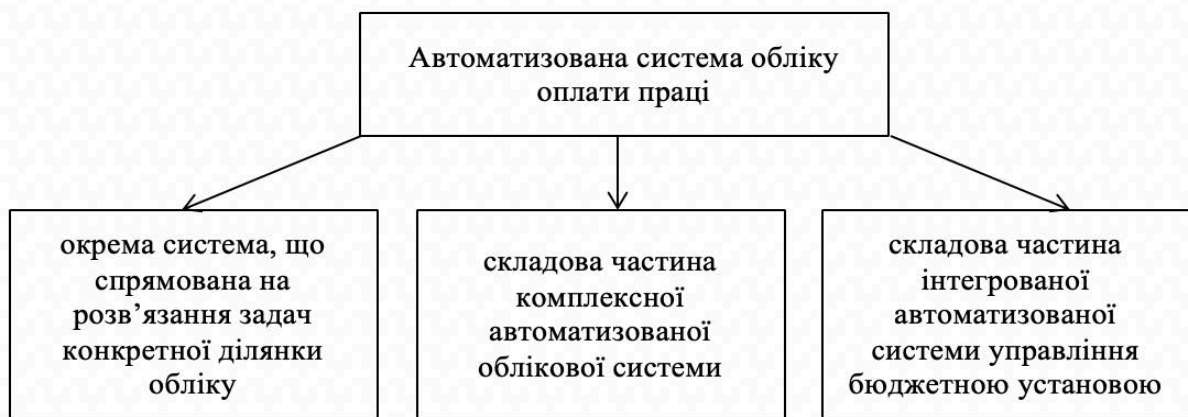 Автоматизована система обліку
оплати праці
окрема система, що
спрямована на
розв’язання задач
конкретної ділянки
обліку
складова частина
комплексної
автоматизованої
облікової системи
складова частина
інтегрованої
автоматизованої
системи управління
бюджетною установою